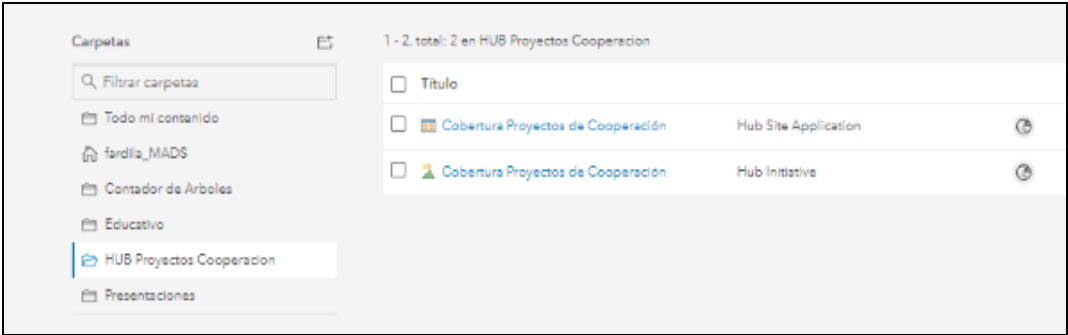 Carpetas
Filtrar carpetas
Todo mi contenido
fardila_MADS
Contador de Arboles
Educativo
HUB Proyectos Cooperacion
Presentaciones
1 - 2. total: 2 en HUB Proyectos Cooperacion
Título
Cobertura Proyectos de Cooperación Hub Site Application
Cobertura Proyectos de Cooperación Hub Initiative